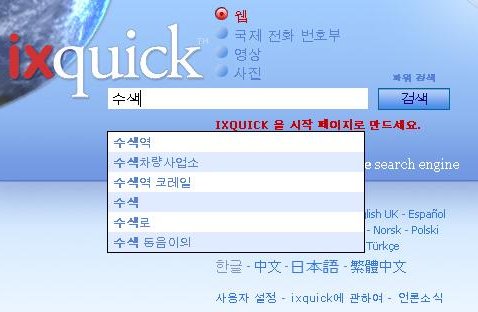 ixquick™
웹
국제 전화 번호부
영상
사진
파워 검색
수색
검색
IXQUICK 을 시작 페이지로 만드세요.
수색역
수색차량사업소
수색역 코레일
수색
수색로
수색 동음이의
search engine
glish UK - Español
- Norsk - Polski
Türkçe
한글 - 中文 - 日本語 - 繁體中文
사용자 설정 - ixquick에 관하여 - 언론소식